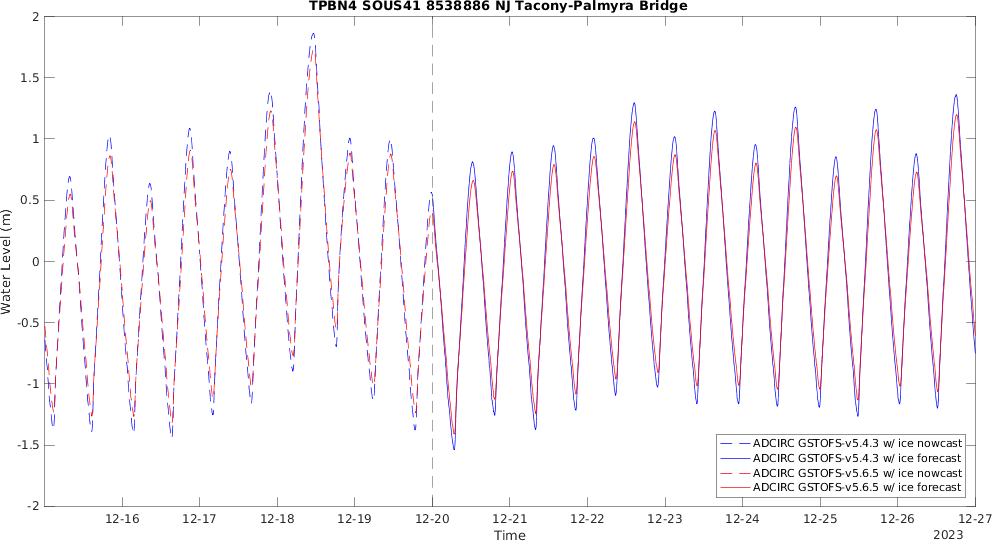 TPBN4 SOUS41 8538886 NJ Tacony-Palmyra Bridge
2
1.5
1
0.5
0
-0.5
-1
-1.5
-2
Water Level (m)
12-16 12-17 12-18 12-19 12-20 12-21 12-22 12-23 12-24 12-25 12-26 12-27
Time
2023
ADCIRC GSTOFS-v5.4.3 w/ ice nowcast
ADCIRC GSTOFS-v5.4.3 w/ ice forecast
ADCIRC GSTOFS-v5.6.5 w/ ice nowcast
ADCIRC GSTOFS-v5.6.5 w/ ice forecast